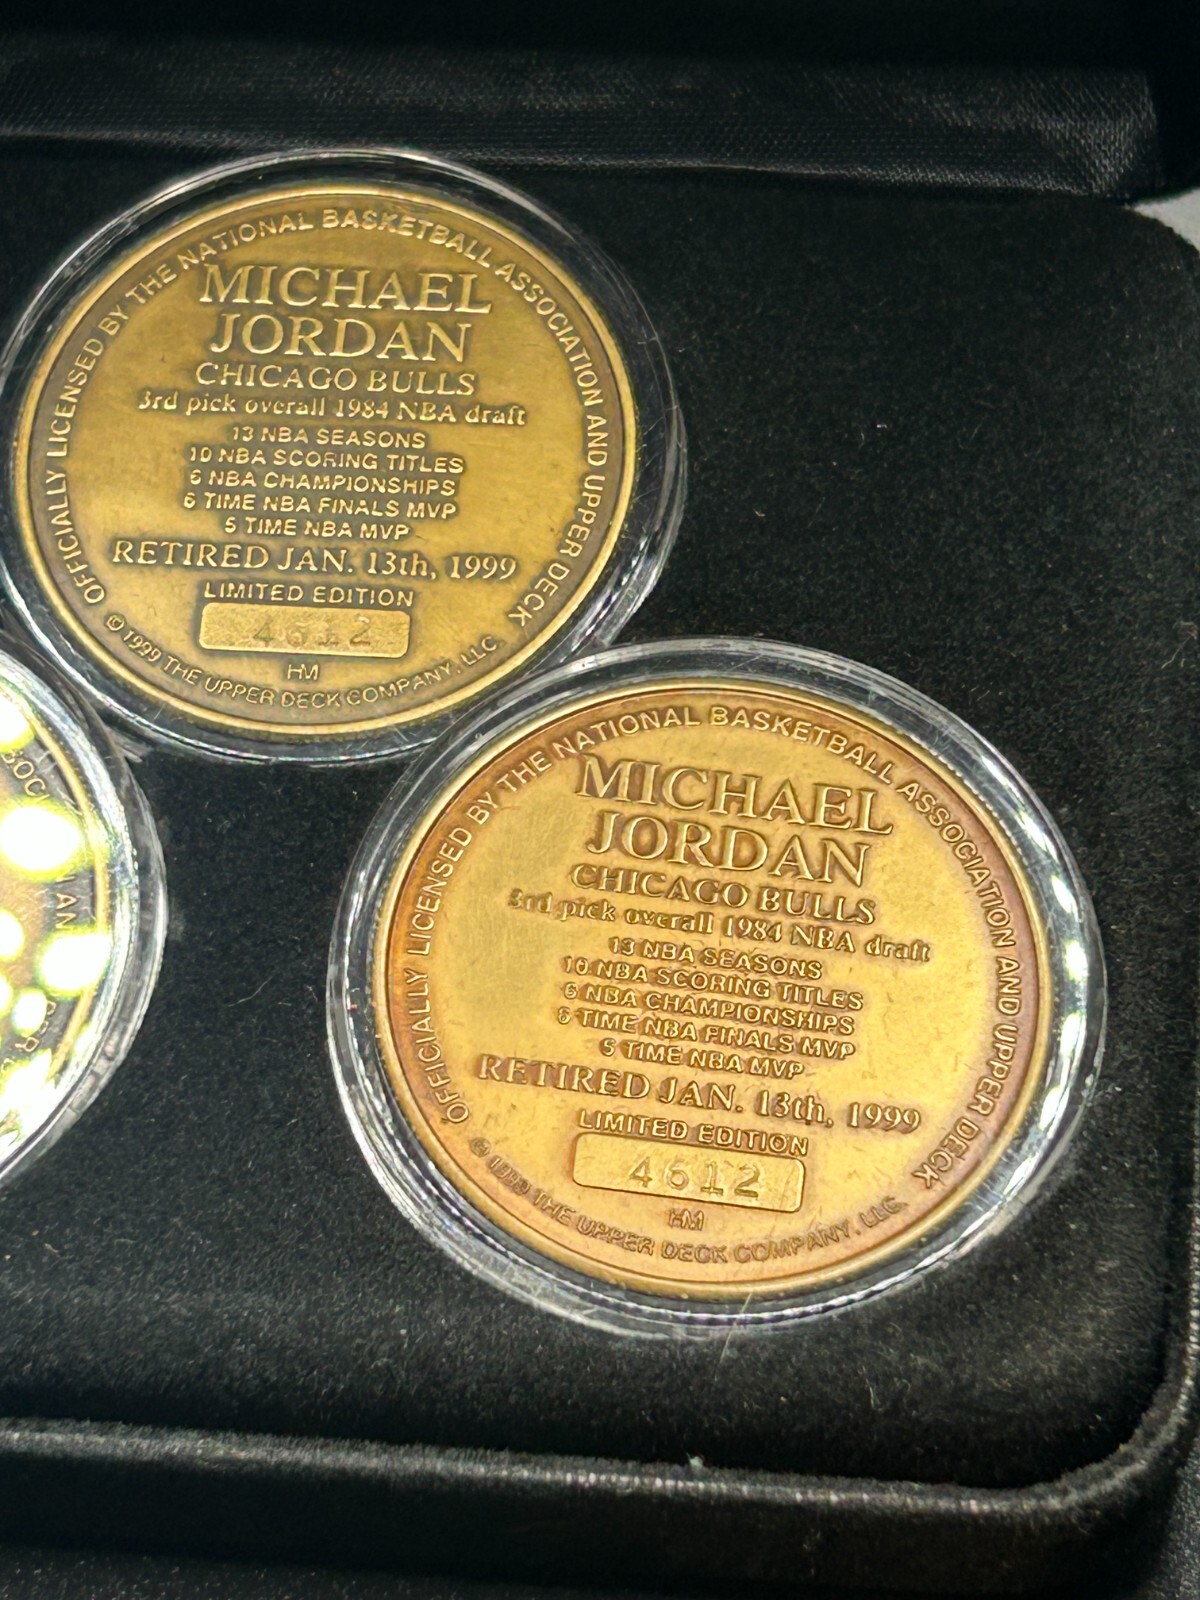 OFFICIALLY LICENSED BY THE NATIONAL BASKETBALL ASSOCIATION AND UPPER DECK
MICHAEL
JORDAN
CHICAGO BULLS
3rd pick overall 1984 NBA draft
13 NBA SEASONS
10 NBA SCORING TITLES
6 NBA CHAMPIONSHIPS
6 TIME NBA FINALS MVP
5 TIME NBA MVP
RETIRED JAN. 13th, 1999
LIMITED EDITION
4612
HM
© 1999 THE UPPER DECK COMPANY, LLC.
OFFICIALLY LICENSED BY THE NATIONAL BASKETBALL ASSOCIATION AND UPPER DECK
MICHAEL
JORDAN
CHICAGO BULLS
3rd pick overall 1984 NBA draft
13 NBA SEASONS
10 NBA SCORING TITLES
6 NBA CHAMPIONSHIPS
6 TIME NBA FINALS MVP
5 TIME NBA MVP
RETIRED JAN. 13th, 1999
LIMITED EDITION
4612
HM
© 1999 THE UPPER DECK COMPANY, LLC.